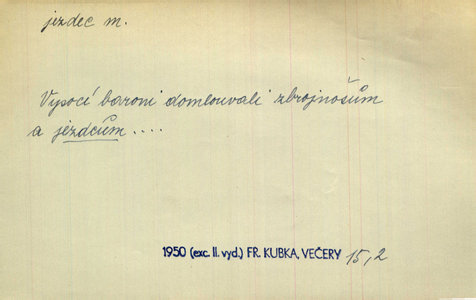 jezdec m.
Vysocí baroni domlouvali zbrojnošům
a jezdcům ....
1950 (exc. II. vyd.) FR. KUBKA, VEČERY 15,2